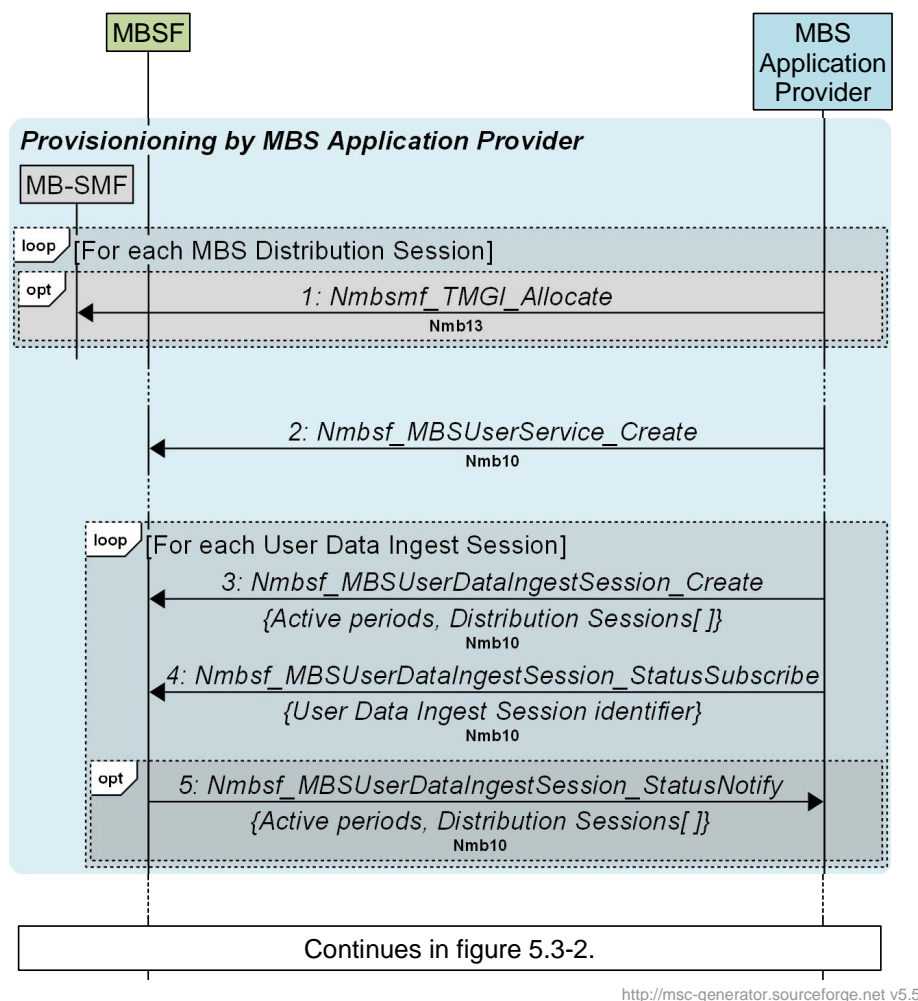 MBSF
MBS
Application
Provider
Provisionioning by MBS Application Provider
MB-SMF
loop
[For each MBS Distribution Session]
opt
1: Nmbsmf_TMGI_Allocate
Nmb13
2: Nmbsf_MBSUserService_Create
Nmb10
loop
[For each User Data Ingest Session]
3: Nmbsf_MBSUserDataIngestSession_Create
{Active periods, Distribution Sessions[ ]}
Nmb10
4: Nmbsf_MBSUserDataIngestSession_StatusSubscribe
{User Data Ingest Session identifier}
Nmb10
opt
5: Nmbsf_MBSUserDataIngestSession_StatusNotify
{Active periods, Distribution Sessions[ ]}
Nmb10
Continues in figure 5.3-2.
http://msc-generator.sourceforge.net v5.5